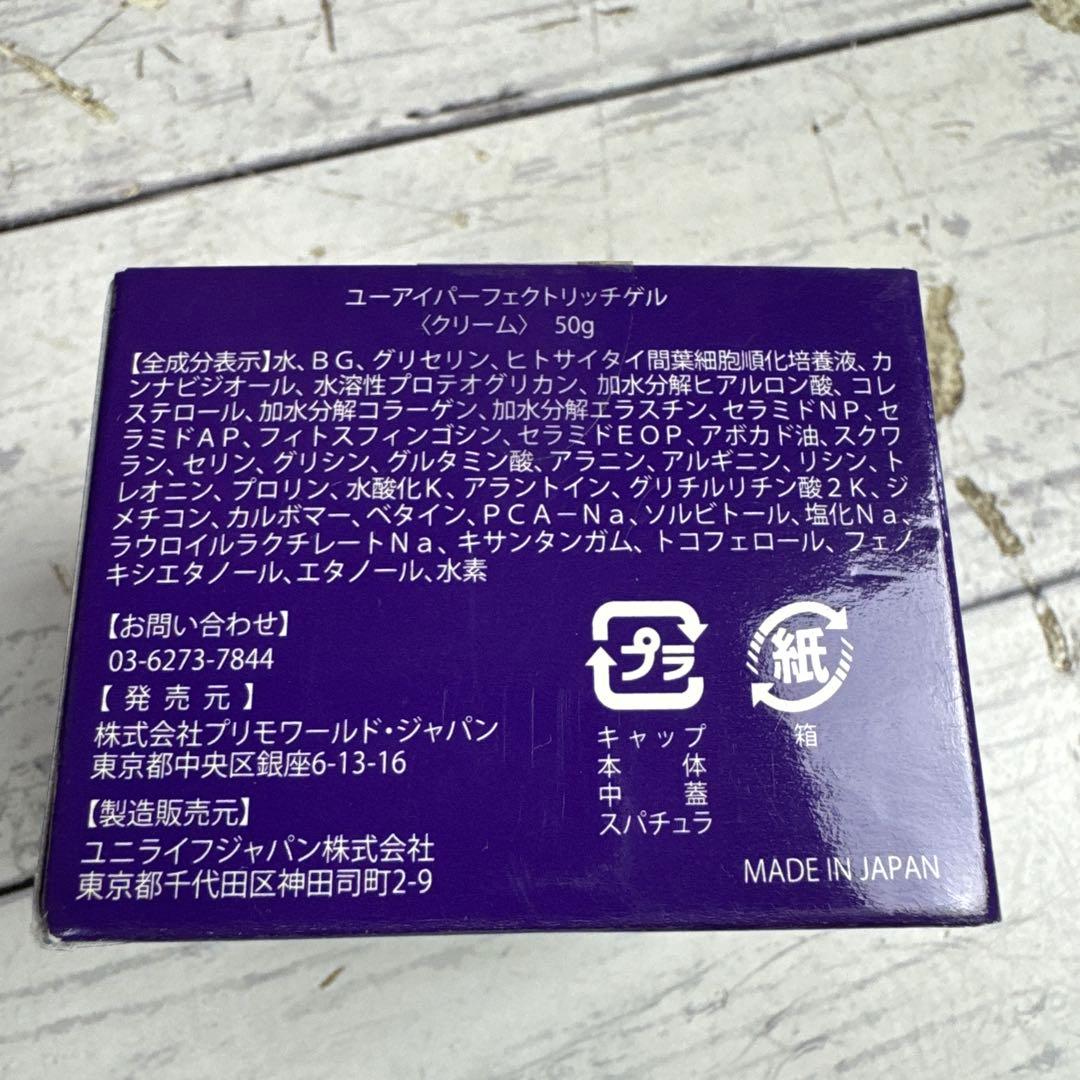 ユーアイパーフェクトリッチゲル
〈クリーム〉 50g
【全成分表示】水、ＢＧ、グリセリン、ヒトサイタイ間葉細胞順化培養液、カ
ンナビジオール、水溶性プロテオグリカン、加水分解ヒアルロン酸、コレ
ステロール、加水分解コラーゲン、加水分解エラスチン、セラミドＮＰ、セ
ラミドＡＰ、フィトスフィンゴシン、セラミドＥＯＰ、アボカド油、スクワ
ラン、セリン、グリシン、グルタミン酸、アラニン、アルギニン、リシン、ト
レオニン、プロリン、水酸化Ｋ、アラントイン、グリチルリチン酸２Ｋ、ジ
メチコン、カルボマー、ベタイン、ＰＣＡ－Ｎａ、ソルビトール、塩化Ｎａ、
ラウロイルラクチレートＮａ、キサンタンガム、トコフェロール、フェノ
キシエタノール、エタノール、水素
【お問い合わせ】
03-6273-7844
【発売元】
株式会社プリモワールド・ジャパン
東京都中央区銀座6-13-16
【製造販売元】
ユニライフジャパン株式会社
東京都千代田区神田司町2-9
プラ
キャップ
本体
中蓋
スパチュラ
紙
箱
MADE IN JAPAN